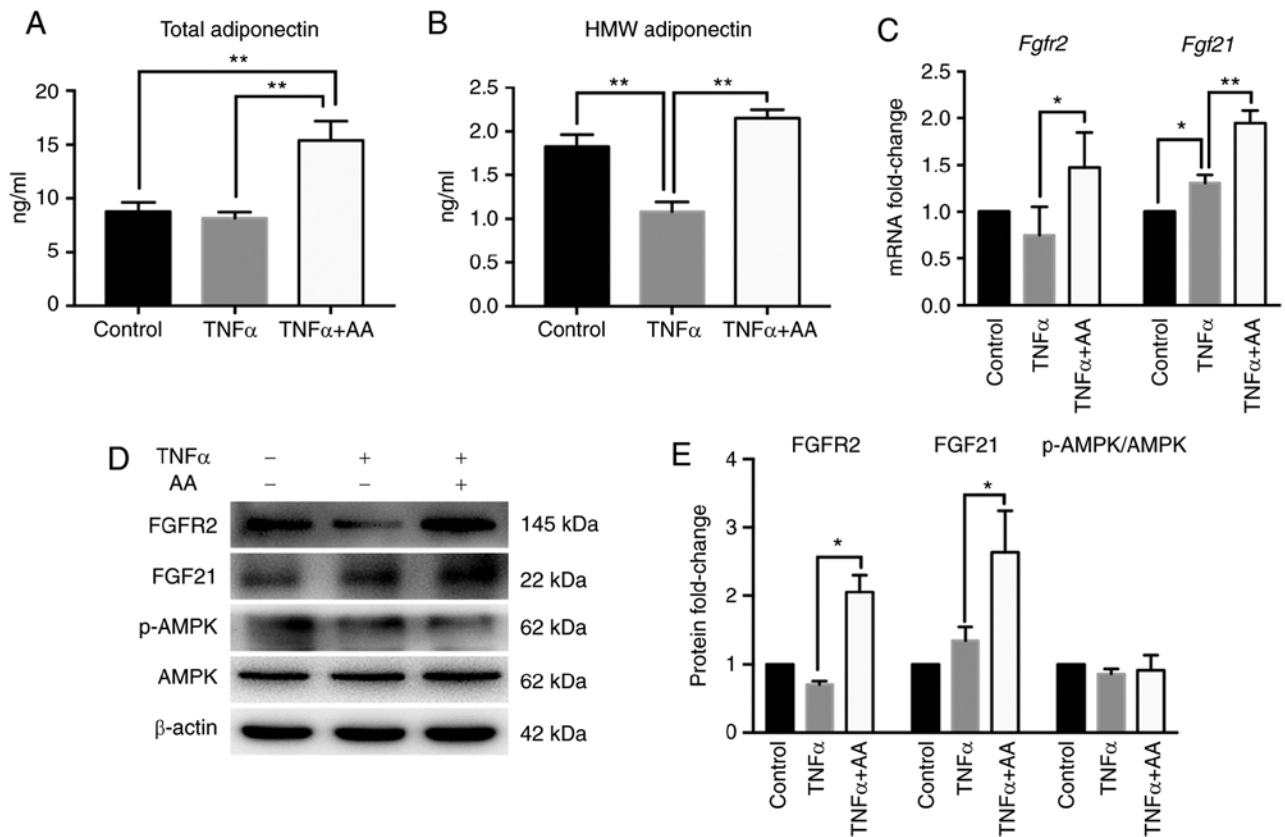 A
Total adiponectin
**
**
20
15
10
5
0
ng/ml
Control TNFα TNFα+AA
B
HMW adiponectin
** **
2.5
2.0
1.5
1.0
0.5
0.0
ng/ml
Control TNFα TNFα+AA
C
Fgfr2 Fgf21
* * **
2.5
2.0
1.5
1.0
0.5
0.0
mRNA fold-change
Control TNFα TNFα+AA Control TNFα TNFα+AA
D
TNFα − + +
AA − − +
FGFR2 145 kDa
FGF21 22 kDa
p-AMPK 62 kDa
AMPK 62 kDa
β-actin 42 kDa
E
FGFR2 FGF21 p-AMPK/AMPK
* *
4
3
2
1
0
Protein fold-change
Control TNFα TNFα+AA Control TNFα TNFα+AA Control TNFα TNFα+AA